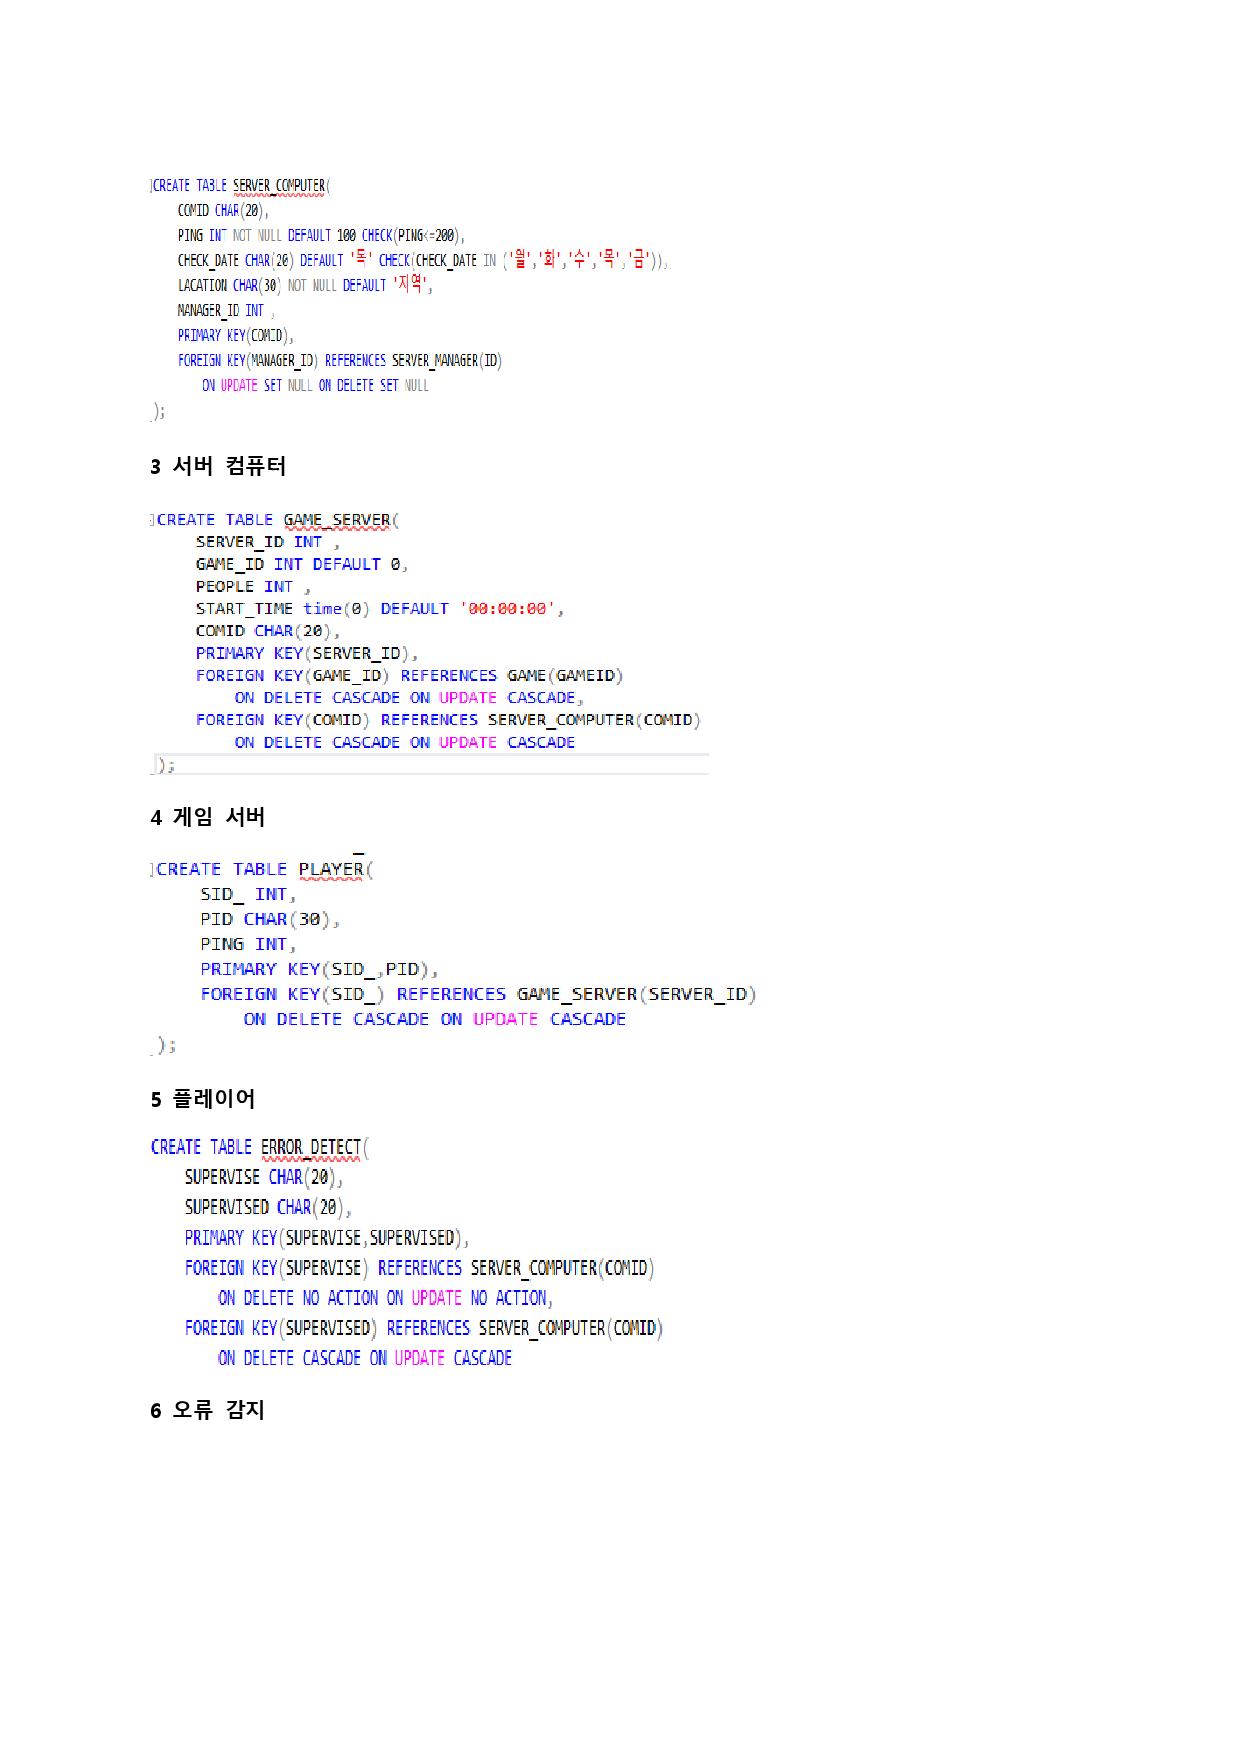 CREATE TABLE SERVER_COMPUTER(
COMID CHAR(20),
PING INT NOT NULL DEFAULT 100 CHECK(PING<=200),
CHECK_DATE CHAR(20) DEFAULT '목' CHECK(CHECK_DATE IN ('월','화','수','목','금')),
LACATION CHAR(30) NOT NULL DEFAULT '지역',
MANAGER_ID INT ,
PRIMARY KEY(COMID),
FOREIGN KEY(MANAGER_ID) REFERENCES SERVER_MANAGER(ID)
ON UPDATE SET NULL ON DELETE SET NULL
);
3 서버 컴퓨터
CREATE TABLE GAME_SERVER(
SERVER_ID INT ,
GAME_ID INT DEFAULT 0,
PEOPLE INT ,
START_TIME time(0) DEFAULT '00:00:00',
COMID CHAR(20),
PRIMARY KEY(SERVER_ID),
FOREIGN KEY(GAME_ID) REFERENCES GAME(GAMEID)
ON DELETE CASCADE ON UPDATE CASCADE,
FOREIGN KEY(COMID) REFERENCES SERVER_COMPUTER(COMID)
ON DELETE CASCADE ON UPDATE CASCADE
);
4 게임 서버
CREATE TABLE PLAYER(
SID_ INT,
PID CHAR(30),
PING INT,
PRIMARY KEY(SID_,PID),
FOREIGN KEY(SID_) REFERENCES GAME_SERVER(SERVER_ID)
ON DELETE CASCADE ON UPDATE CASCADE
);
5 플레이어
CREATE TABLE ERROR_DETECT(
SUPERVISE CHAR(20),
SUPERVISED CHAR(20),
PRIMARY KEY(SUPERVISE,SUPERVISED),
FOREIGN KEY(SUPERVISE) REFERENCES SERVER_COMPUTER(COMID)
ON DELETE NO ACTION ON UPDATE NO ACTION,
FOREIGN KEY(SUPERVISED) REFERENCES SERVER_COMPUTER(COMID)
ON DELETE CASCADE ON UPDATE CASCADE
6 오류 감지